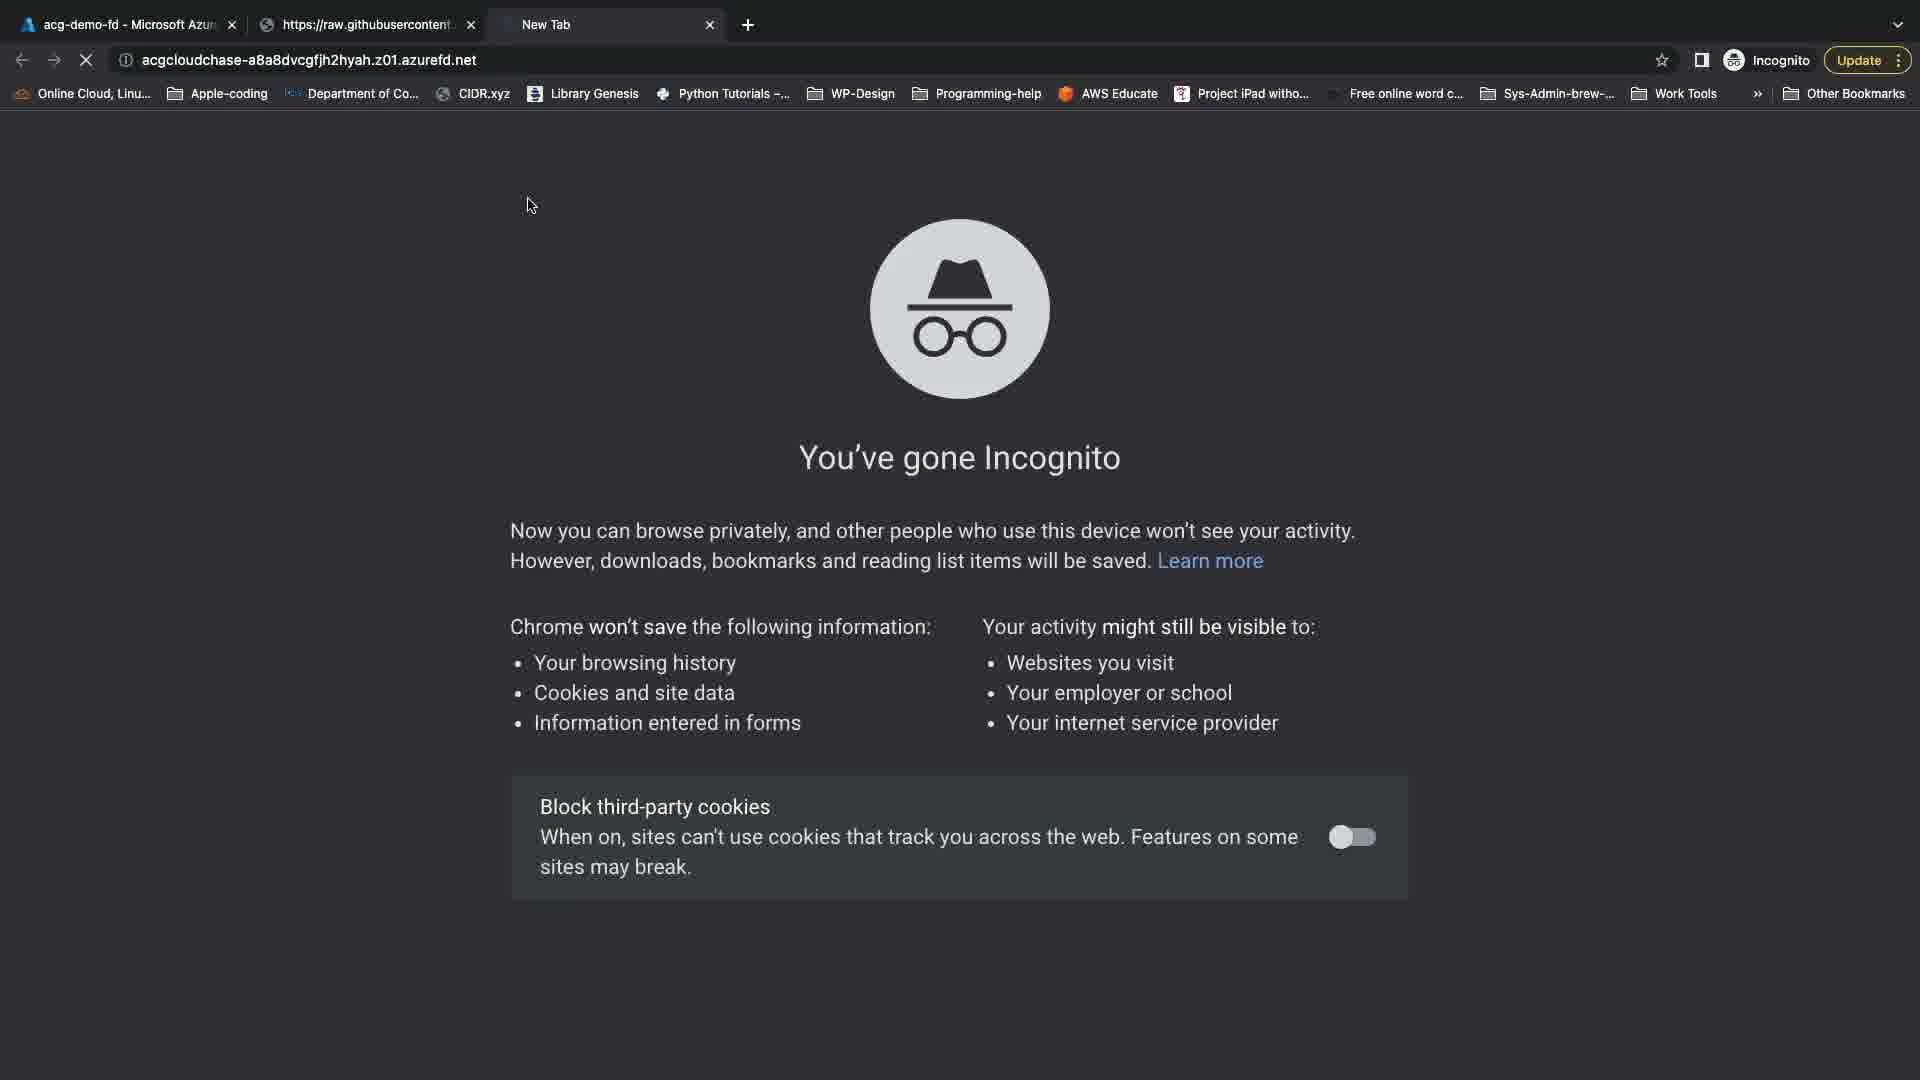 acg-demo-fd - Microsoft Azur
https://raw.githubusercontent.
New Tab
acgcloudchase-a8a8dvcgfjh2hyah.z01.azurefd.net
Incognito
Update
Online Cloud, Linu...
Apple-coding
Department of Co...
CIDR.xyz
Library Genesis
Python Tutorials –...
WP-Design
Programming-help
AWS Educate
Project iPad witho...
Free online word c...
Sys-Admin-brew-...
Work Tools
»
Other Bookmarks
You've gone Incognito
Now you can browse privately, and other people who use this device won't see your activity.
However, downloads, bookmarks and reading list items will be saved. Learn more
Chrome won't save the following information:
• Your browsing history
• Cookies and site data
• Information entered in forms
Your activity might still be visible to:
• Websites you visit
• Your employer or school
• Your internet service provider
Block third-party cookies
When on, sites can't use cookies that track you across the web. Features on some
sites may break.